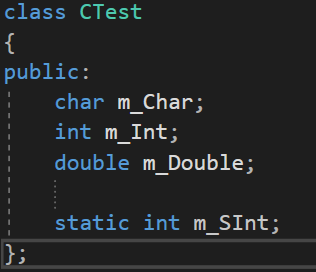 class CTest
{
public:
    char m_Char;
    int m_Int;
    double m_Double;

    static int m_SInt;
};